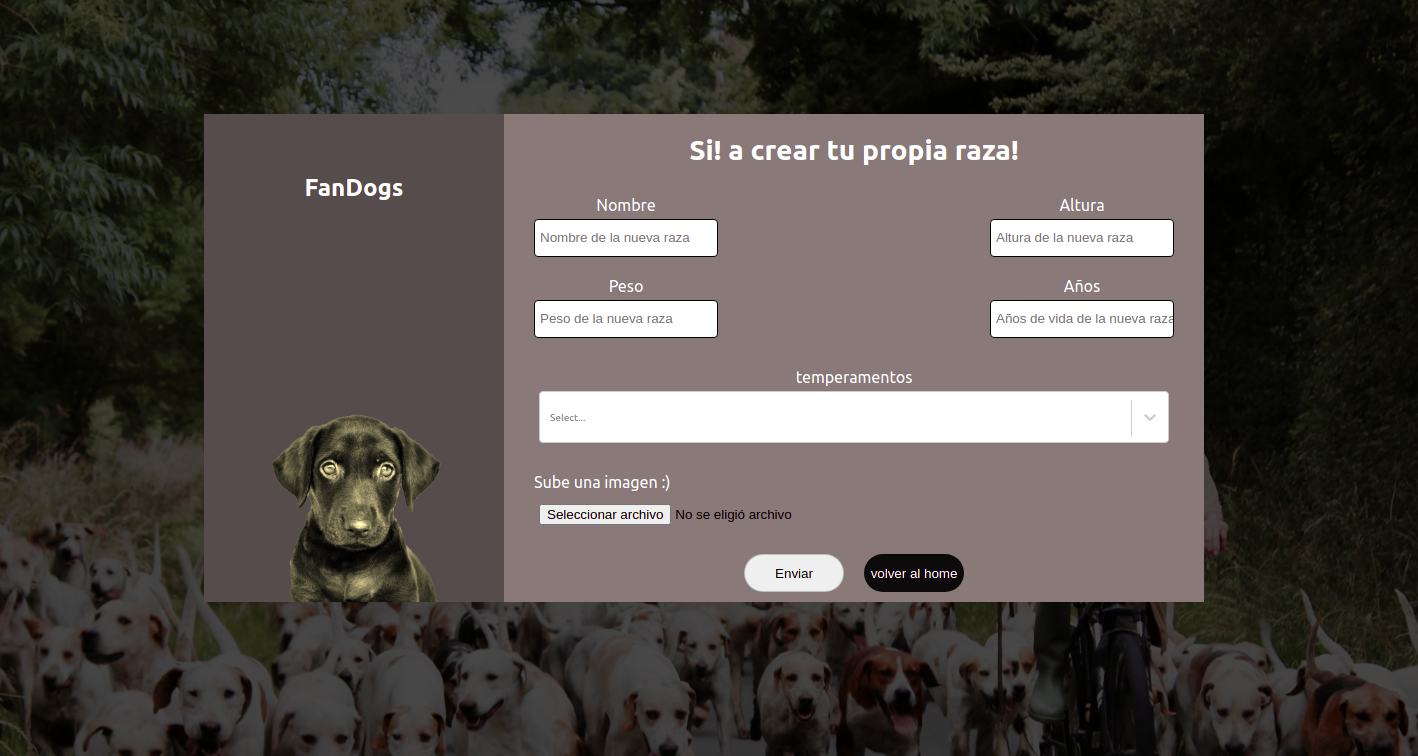 FanDogs
Si! a crear tu propia raza!
Nombre
Nombre de la nueva raza
Altura
Altura de la nueva raza
Peso
Peso de la nueva raza
Años
Años de vida de la nueva raza
temperamentos
Select...
Sube una imagen :)
Seleccionar archivo No se eligió archivo
Enviar
volver al home